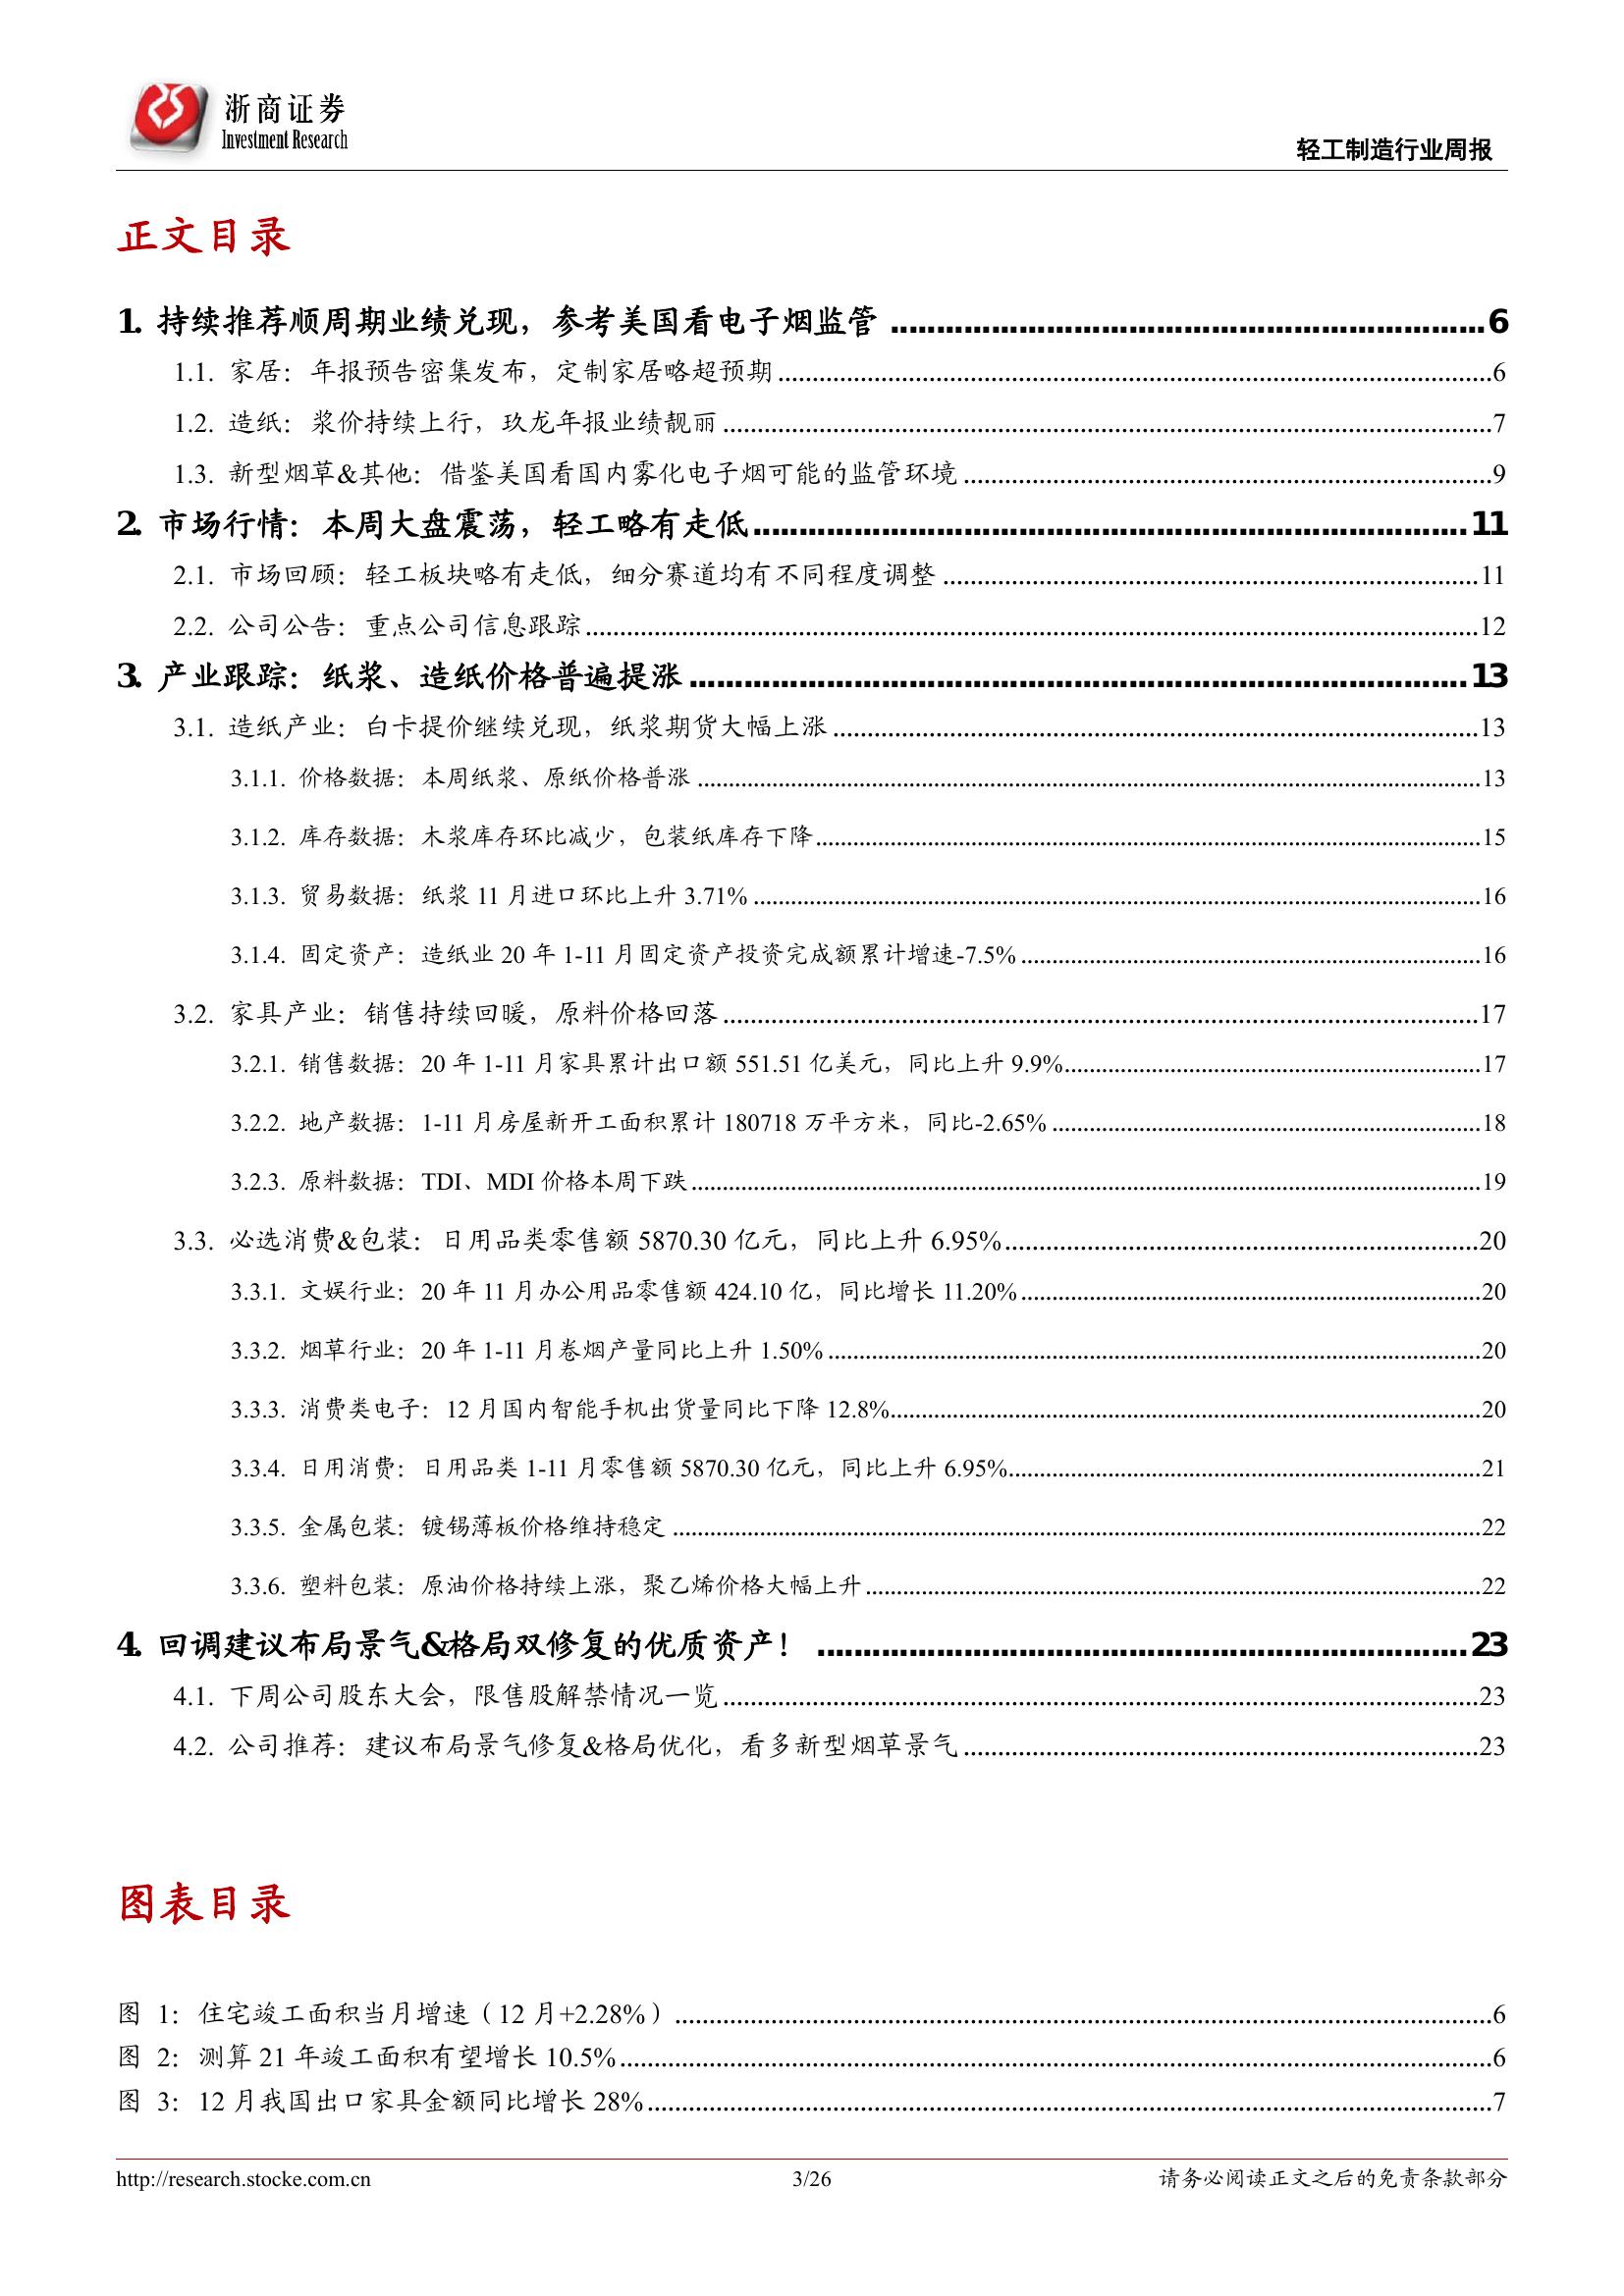 浙商证券
Investment Research
轻工制造行业周报
正文目录
1. 持续推荐顺周期业绩兑现，参考美国看电子烟监管 ........ 6
1.1. 家居：年报预告密集发布，定制家居略超预期 ........ 6
1.2. 造纸：浆价持续上行，玖龙年报业绩靓丽 ........ 7
1.3. 新型烟草&其他：借鉴美国看国内雾化电子烟可能的监管环境 ........ 9
2. 市场行情：本周大盘震荡，轻工略有走低 ........ 11
2.1. 市场回顾：轻工板块略有走低，细分赛道均有不同程度调整 ........ 11
2.2. 公司公告：重点公司信息跟踪 ........ 12
3. 产业跟踪：纸浆、造纸价格普遍提涨 ........ 13
3.1. 造纸产业：白卡提价继续兑现，纸浆期货大幅上涨 ........ 13
3.1.1. 价格数据：本周纸浆、原纸价格普涨 ........ 13
3.1.2. 库存数据：木浆库存环比减少，包装纸库存下降 ........ 15
3.1.3. 贸易数据：纸浆 11 月进口环比上升 3.71% ........ 16
3.1.4. 固定资产：造纸业 20 年 1-11 月固定资产投资完成额累计增速-7.5% ........ 16
3.2. 家具产业：销售持续回暖，原料价格回落 ........ 17
3.2.1. 销售数据：20 年 1-11 月家具累计出口额 551.51 亿美元，同比上升 9.9% ........ 17
3.2.2. 地产数据：1-11 月房屋新开工面积累计 180718 万平方米，同比-2.65% ........ 18
3.2.3. 原料数据：TDI、MDI 价格本周下跌 ........ 19
3.3. 必选消费&包装：日用品类零售额 5870.30 亿元，同比上升 6.95% ........ 20
3.3.1. 文娱行业：20 年 11 月办公用品零售额 424.10 亿，同比增长 11.20% ........ 20
3.3.2. 烟草行业：20 年 1-11 月卷烟产量同比上升 1.50% ........ 20
3.3.3. 消费类电子：12 月国内智能手机出货量同比下降 12.8% ........ 20
3.3.4. 日用消费：日用品类 1-11 月零售额 5870.30 亿元，同比上升 6.95% ........ 21
3.3.5. 金属包装：镀锡薄板价格维持稳定 ........ 22
3.3.6. 塑料包装：原油价格持续上涨，聚乙烯价格大幅上升 ........ 22
4. 回调建议布局景气&格局双修复的优质资产！ ........ 23
4.1. 下周公司股东大会，限售股解禁情况一览 ........ 23
4.2. 公司推荐：建议布局景气修复&格局优化，看多新型烟草景气 ........ 23
图表目录
图 1：住宅竣工面积当月增速（12 月+2.28%） ........ 6
图 2：测算 21 年竣工面积有望增长 10.5% ........ 6
图 3：12 月我国出口家具金额同比增长 28% ........ 7
http://research.stocke.com.cn
3/26
请务必阅读正文之后的免责条款部分